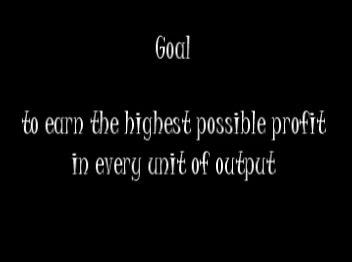 Goal
to earn the highest possible profit
in every unit of output